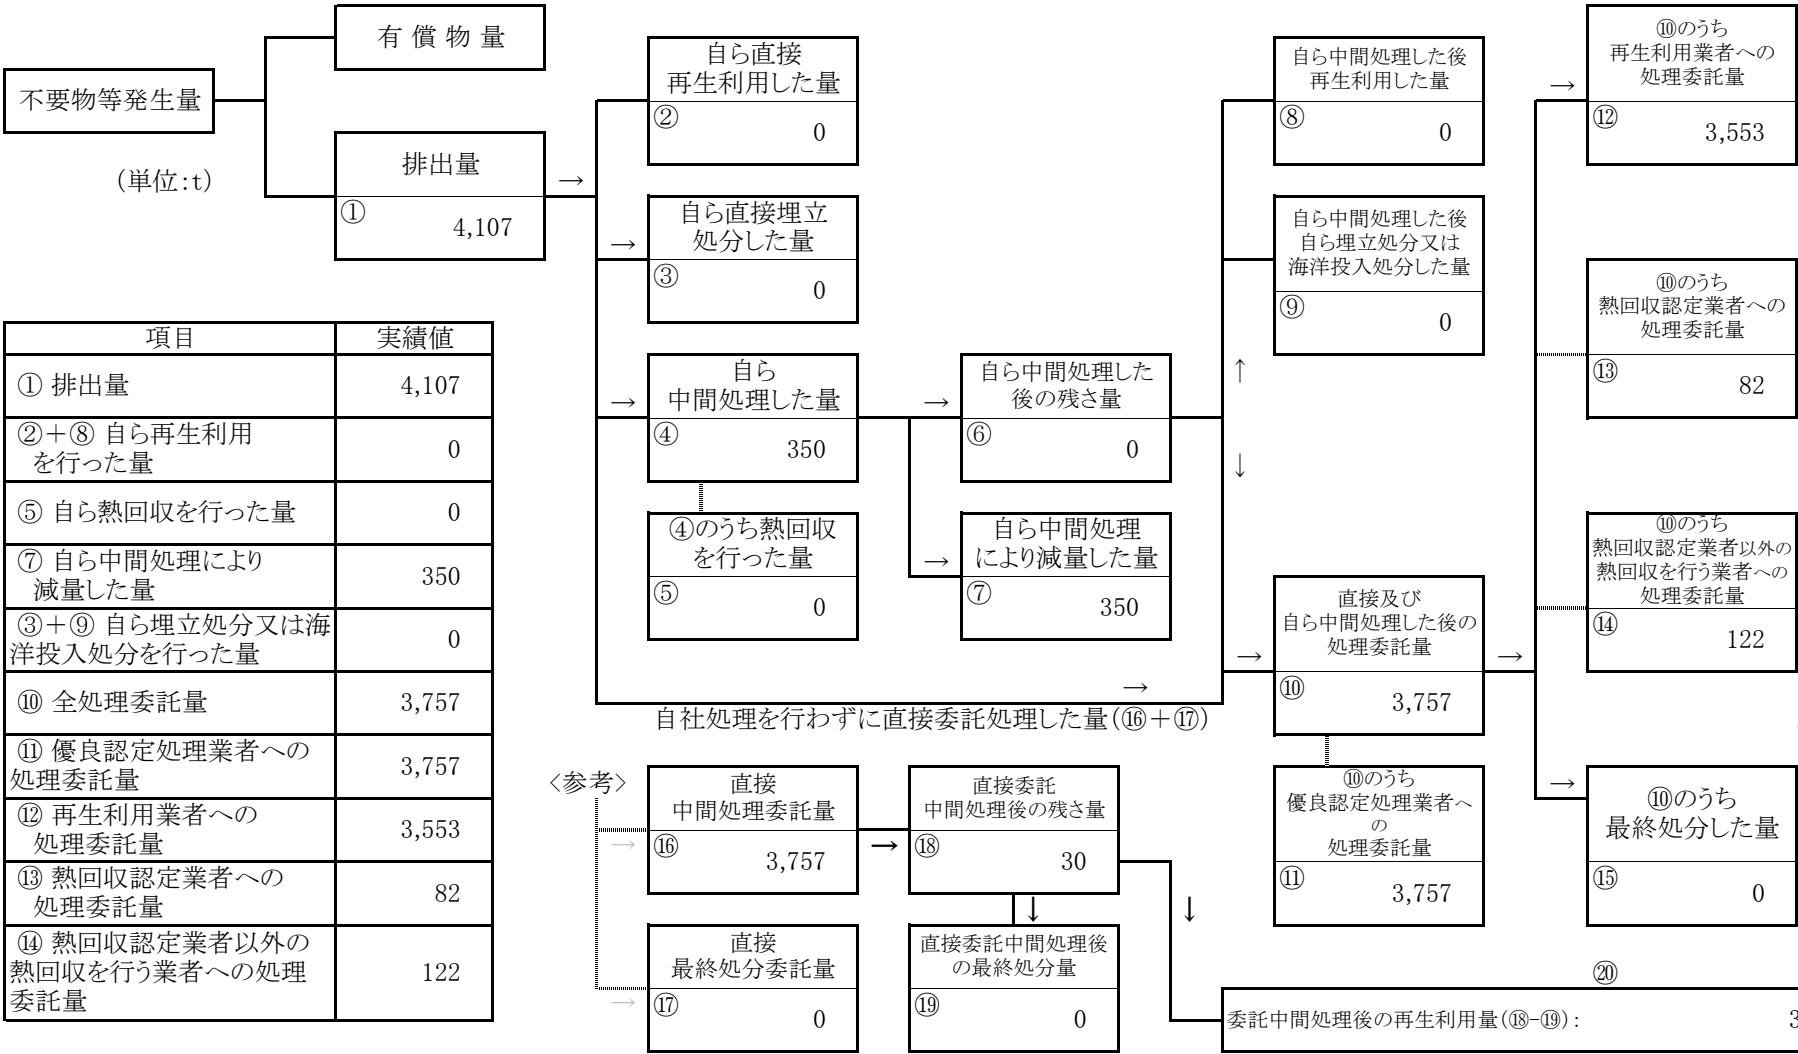 有 償 物 量
不要物等発生量
(単位:t)
排出量
①
4,107
→
自ら直接
再生利用した量
②
0
→
自ら直接埋立
処分した量
③
0
→
自ら
中間処理した量
④
350
④のうち熱回収
を行った量
⑤
0
→
自ら中間処理した
後の残さ量
⑥
0
→
自ら中間処理
により減量した量
⑦
350
自ら中間処理した後
再生利用した量
⑧
0
自ら中間処理した後
自ら埋立処分又は
海洋投入処分した量
⑨
0
↑
↓
→
自社処理を行わずに直接委託処理した量(⑯+⑰)
→
直接及び
自ら中間処理した後の
処理委託量
⑩
3,757
→
⑩のうち
優良認定処理業者へ
の
処理委託量
⑪
3,757
→
⑩のうち
再生利用業者への
処理委託量
⑫
3,553
⑩のうち
熱回収認定業者への
処理委託量
⑬
82
⑩のうち
熱回収認定業者以外の
熱回収を行う業者への
処理委託量
⑭
122
→
⑩のうち
最終処分した量
⑮
0
項目 実績値
① 排出量 4,107
②+⑧ 自ら再生利用
を行った量
0
⑤ 自ら熱回収を行った量 0
⑦ 自ら中間処理により
減量した量
350
③+⑨ 自ら埋立処分又は海
洋投入処分を行った量
0
⑩ 全処理委託量 3,757
⑪ 優良認定処理業者への
処理委託量
3,757
⑫ 再生利用業者への
処理委託量
3,553
⑬ 熱回収認定業者への
処理委託量
82
⑭ 熱回収認定業者以外の
熱回収を行う業者への処理
委託量
122
<参考>
→
直接
中間処理委託量
⑯
3,757
→
直接委託
中間処理後の残さ量
⑱
30
→
直接
最終処分委託量
⑰
0
↓
直接委託中間処理後
の最終処分量
⑲
0
↓
⑳
委託中間処理後の再生利用量(⑱-⑲):